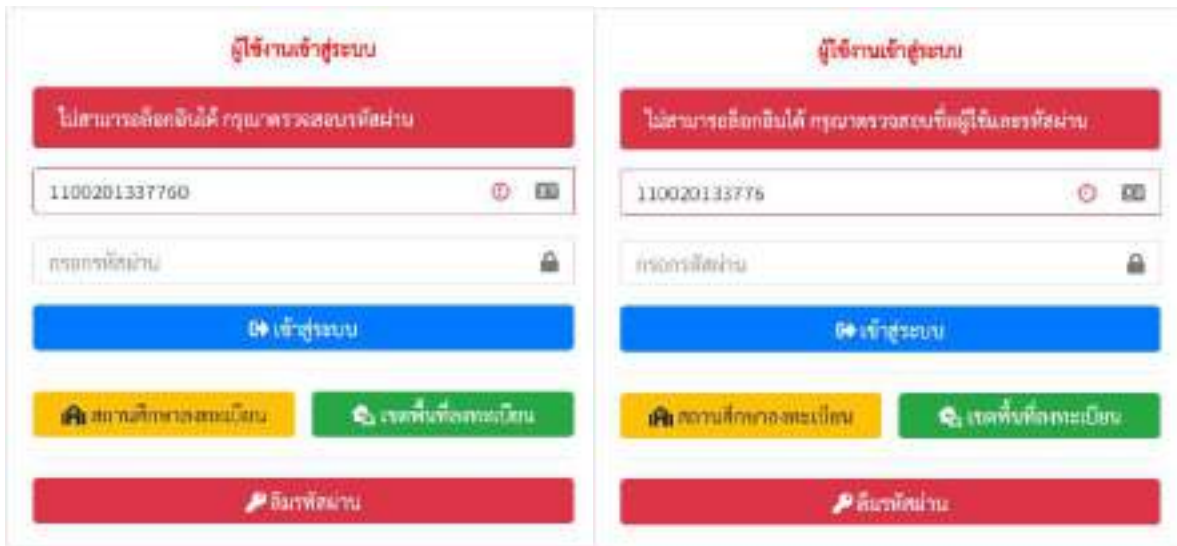 ผู้ใช้งานเข้าสู่ระบบ
ไม่สามารถล็อกอินได้ กรุณาตรวจสอบรหัสผ่าน
1100201337760
กรอกรหัสผ่าน
เข้าสู่ระบบ
สถานศึกษาลงทะเบียน
เขตพื้นที่ลงทะเบียน
ลืมรหัสผ่าน
ผู้ใช้งานเข้าสู่ระบบ
ไม่สามารถล็อกอินได้ กรุณาตรวจสอบชื่อผู้ใช้และรหัสผ่าน
110020133776
กรอกรหัสผ่าน
เข้าสู่ระบบ
สถานศึกษาลงทะเบียน
เขตพื้นที่ลงทะเบียน
ลืมรหัสผ่าน